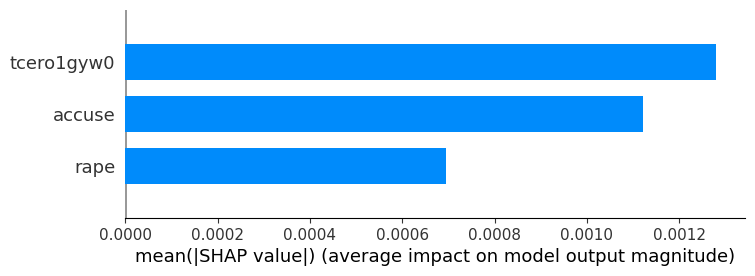 tcero1gyw0
accuse
rape
0.0000 0.0002 0.0004 0.0006 0.0008 0.0010 0.0012
mean(|SHAP value|) (average impact on model output magnitude)